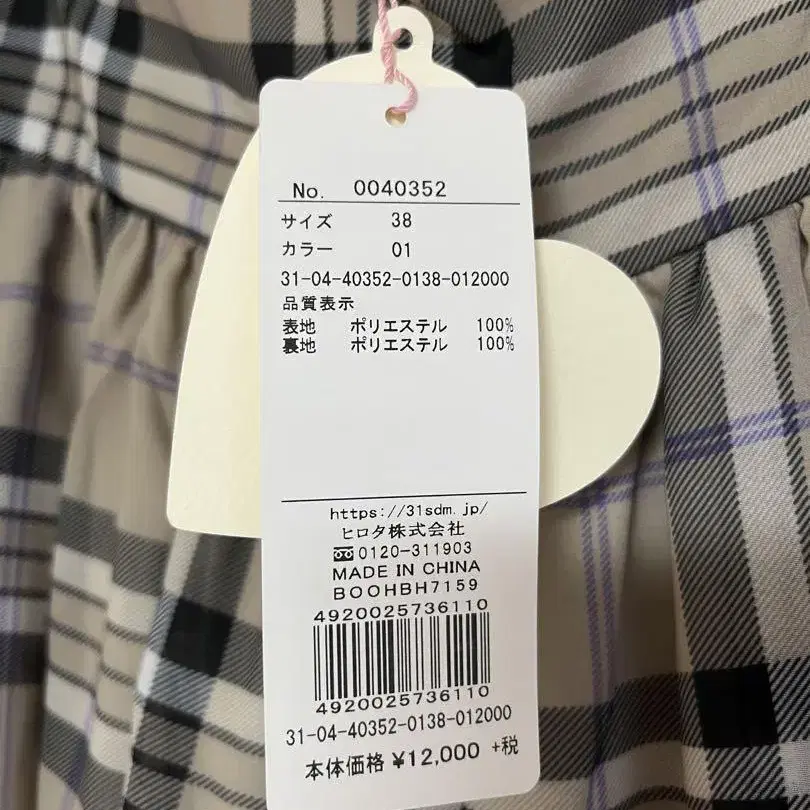 No. 0040352
サイズ 38
カラー 01
31-04-40352-0138-012000
品質表示
表地 ポリエステル 100%
裏地 ポリエステル 100%
https://31sdm.jp/
ヒロタ株式会社
0120-311903
MADE IN CHINA
BOOHBH7159
4920025736110
4920025736110
31-04-40352-0138-012000
本体価格 ¥12,000 +税